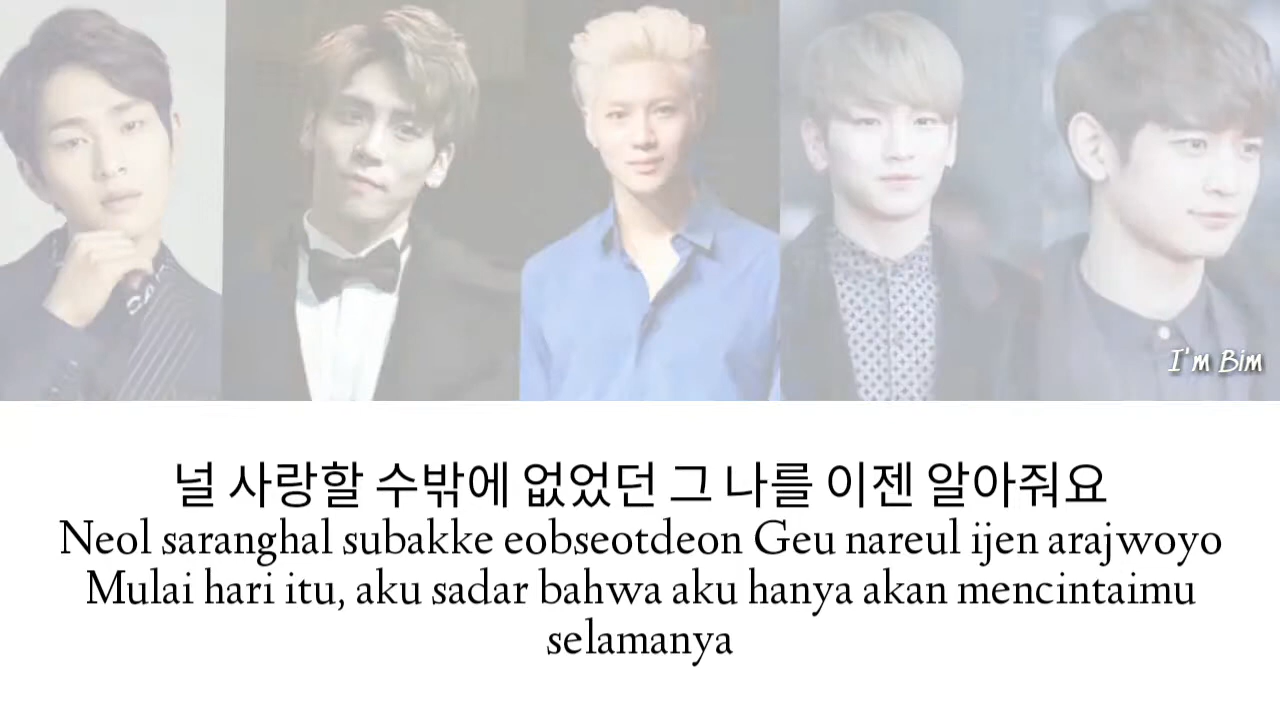 I'm Bim
널 사랑할 수밖에 없었던 그 나를 이젠 알아줘요
Neol saranghal subakke eobseotdeon Geu nareul ijen arajwoyo
Mulai hari itu, aku sadar bahwa aku hanya akan mencintaimu
selamanya